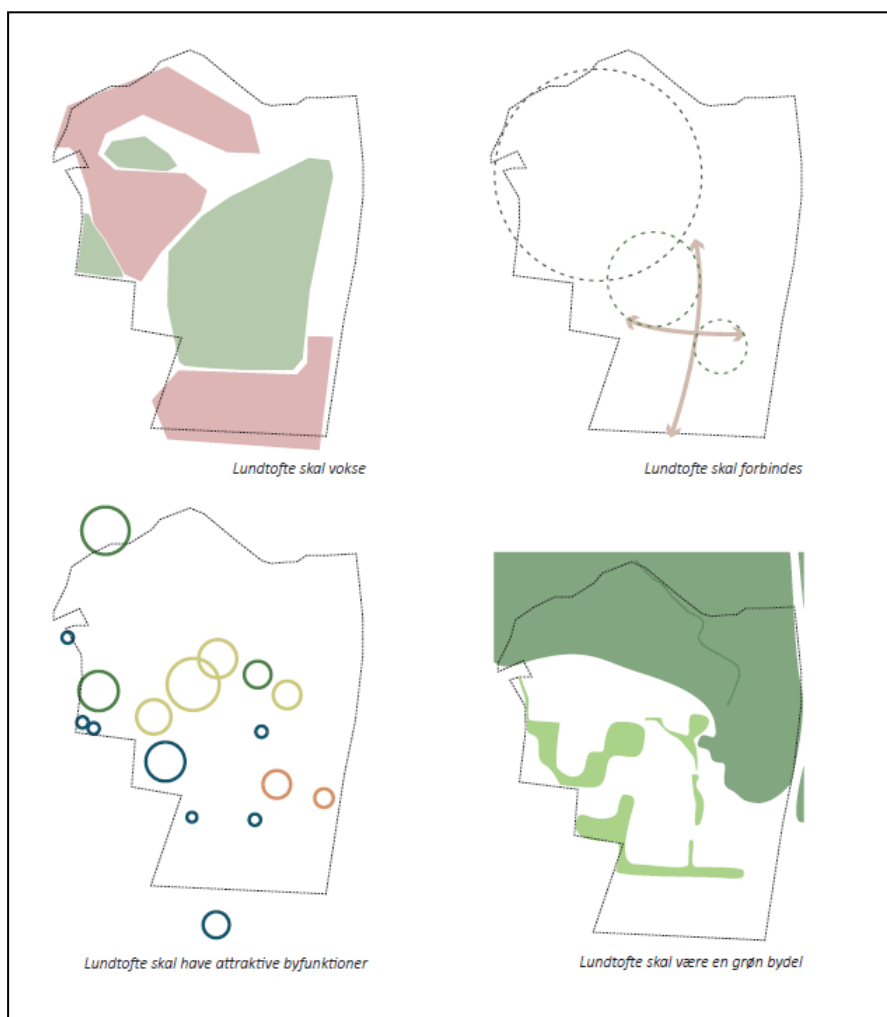 Lundtofte skal vokse
Lundtofte skal forbindes
Lundtofte skal have attraktive byfunktioner
Lundtofte skal være en grøn bydel